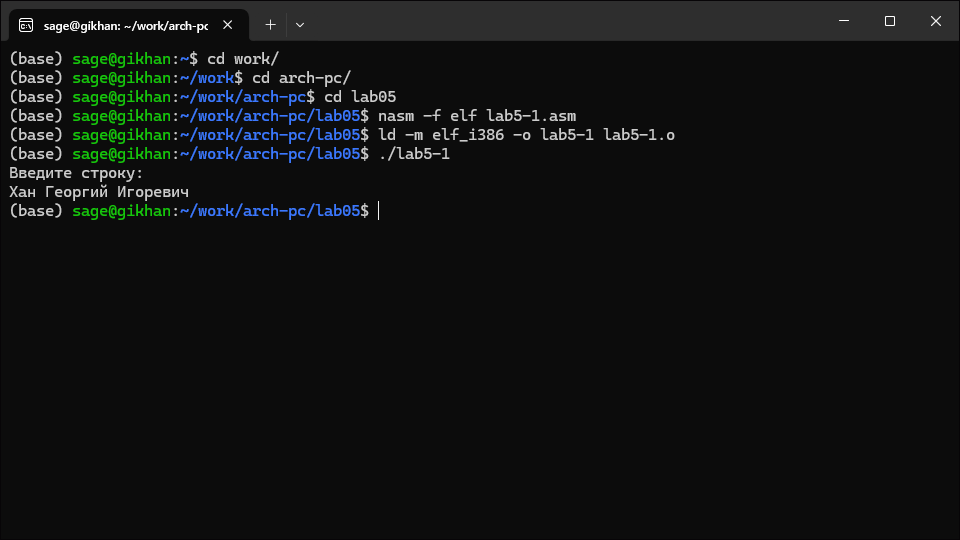 sage@gikhan: ~/work/arch-pc
(base) sage@gikhan:~$ cd work/
(base) sage@gikhan:~/work$ cd arch-pc/
(base) sage@gikhan:~/work/arch-pc$ cd lab05
(base) sage@gikhan:~/work/arch-pc/lab05$ nasm -f elf lab5-1.asm
(base) sage@gikhan:~/work/arch-pc/lab05$ ld -m elf_i386 -o lab5-1 lab5-1.o
(base) sage@gikhan:~/work/arch-pc/lab05$ ./lab5-1
Введите строку:
Хан Георгий Игоревич
(base) sage@gikhan:~/work/arch-pc/lab05$